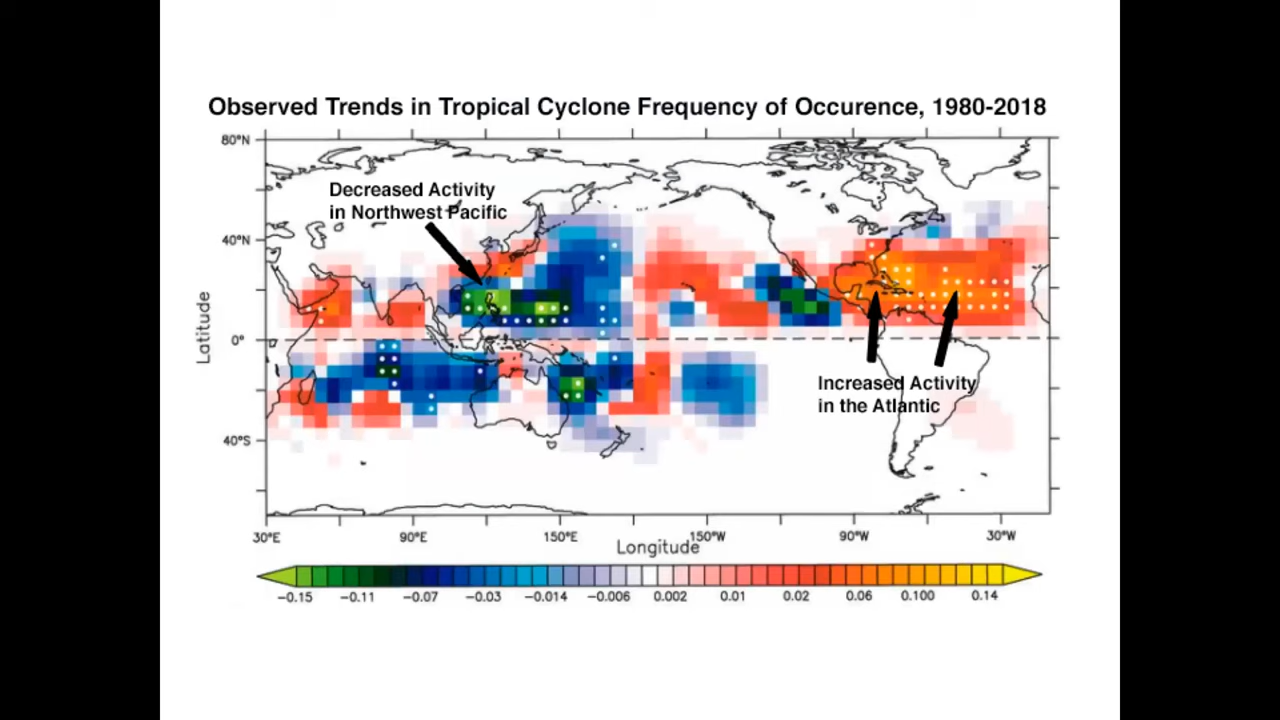 Observed Trends in Tropical Cyclone Frequency of Occurence, 1980-2018
80°N
Decreased Activity
in Northwest Pacific
40°N
Latitude
0°
Increased Activity
in the Atlantic
40°S
30°E 90°E 150°E 150°W 90°W 30°W
Longitude
−0.15 −0.11 −0.07 −0.03 −0.014 −0.006 0.002 0.01 0.02 0.06 0.100 0.14